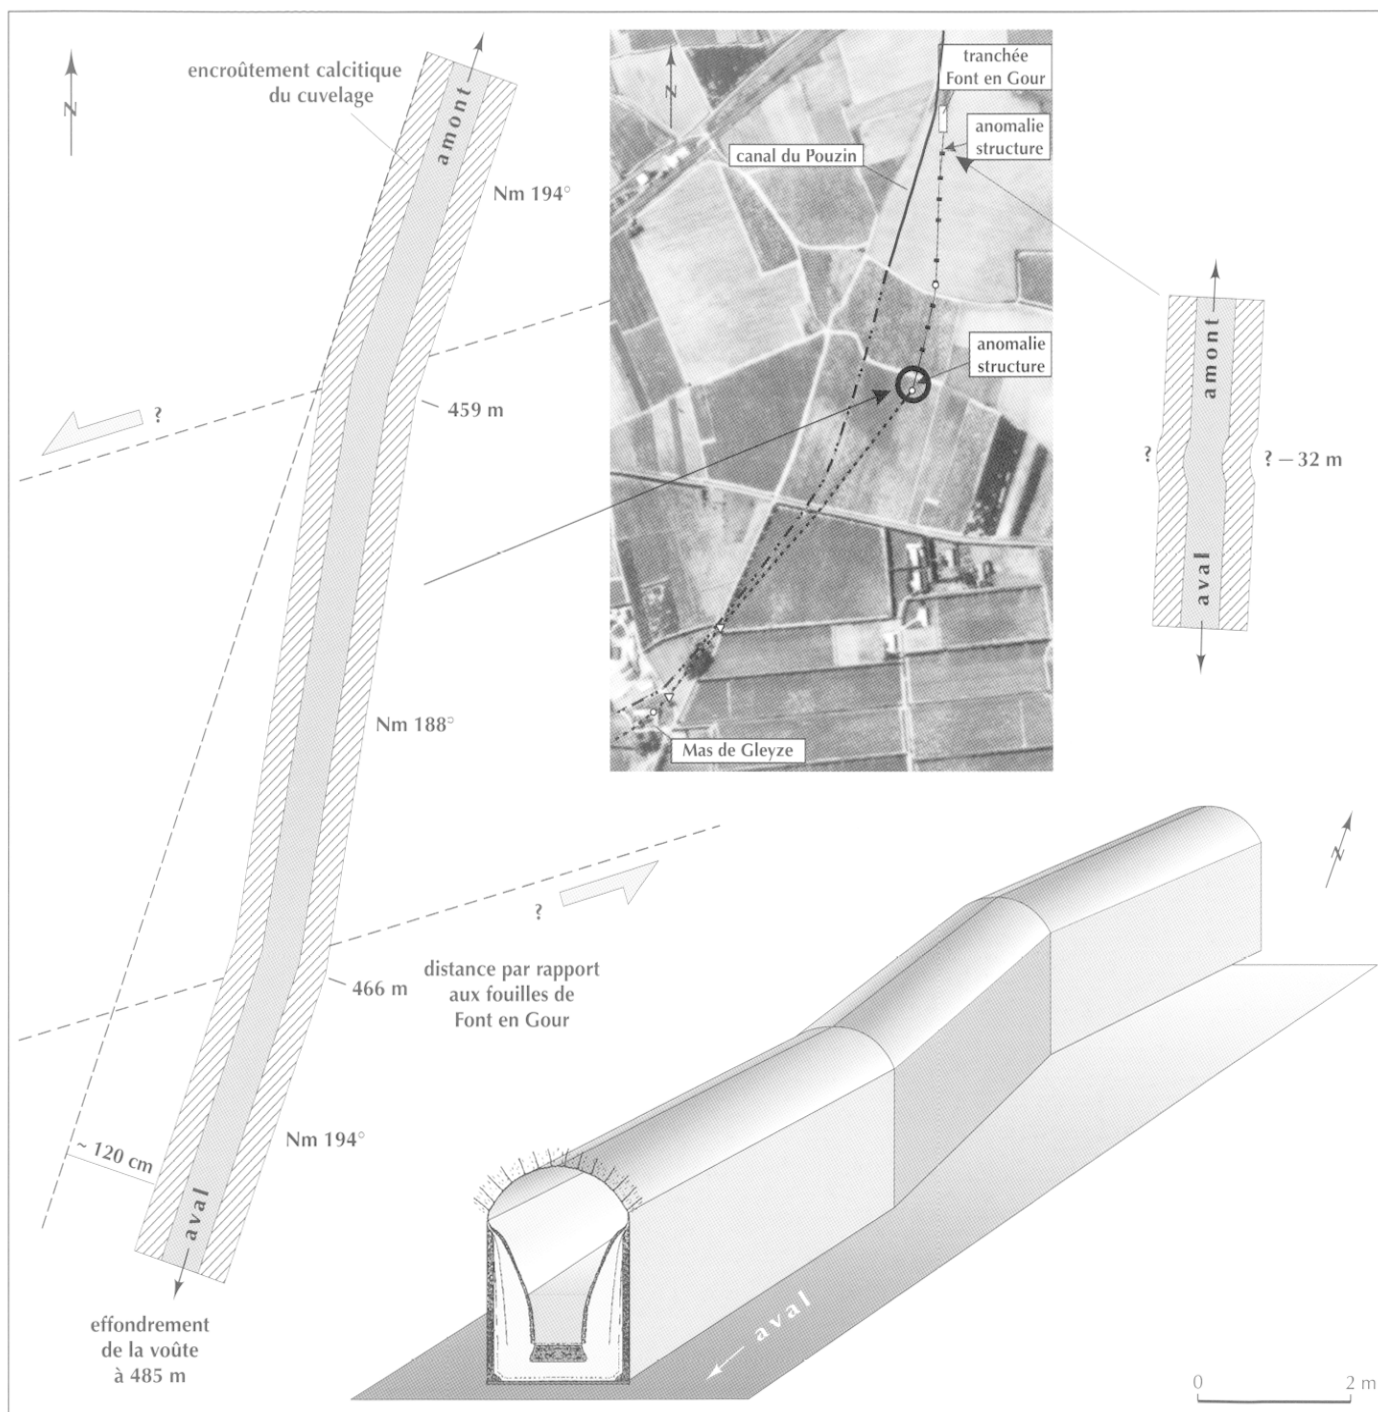 N
encroûtement calcitique
du cuvelage
amont
Nm 194°
?
459 m
Nm 188°
?
466 m
distance par rapport
aux fouilles de
Font en Gour
Nm 194°
~ 120 cm
aval
effondrement
de la voûte
à 485 m
N
tranchée
Font en Gour
anomalie
structure
canal du Pouzin
anomalie
structure
Mas de Gleyze
amont
?
? – 32 m
aval
N
aval
0 2 m